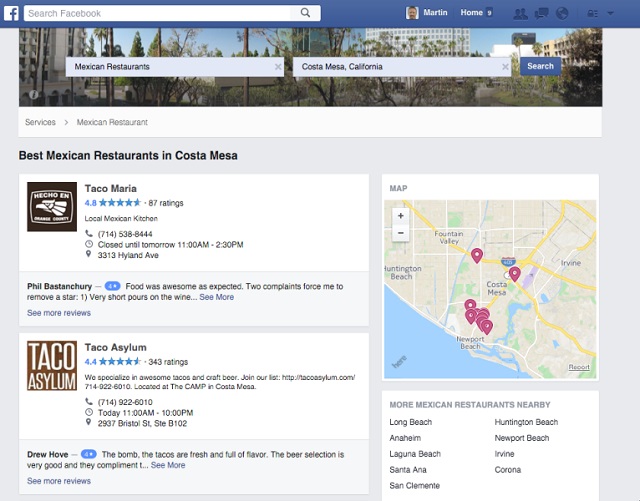 Search Facebook
Martin
Home 9
Mexican Restaurants
Costa Mesa, California
Search
Services > Mexican Restaurant
Best Mexican Restaurants in Costa Mesa
HECHO EN
ORANGE COUNTY
Taco Maria
4.8 ★★★★★ · 87 ratings
Local Mexican Kitchen
(714) 538-8444
Closed until tomorrow 11:00AM - 2:30PM
3313 Hyland Ave
Phil Bastanchury — 4★ Food was awesome as expected. Two complaints force me to
remove a star: 1) Very short pours on the wine... See More
See more reviews
TACO
ASYLUM
Taco Asylum
4.4 ★★★★★ · 343 ratings
We specialize in awesome tacos and craft beer. Join our list: http://tacoasylum.com/
714-922-6010. Located at The CAMP in Costa Mesa.
(714) 922-6010
Today 11:00AM - 10:00PM
2937 Bristol St, Ste B102
Drew Hove — 4★ The bomb, the tacos are fresh and full of flavor. The beer selection is
very good and they compliment t... See More
See more reviews
MAP
+
−
Fountain
Valley
Irvine
Huntington
Beach
405
Costa
Mesa
Newport
Beach
here
Report
MORE MEXICAN RESTAURANTS NEARBY
Long Beach
Huntington Beach
Anaheim
Newport Beach
Laguna Beach
Irvine
Santa Ana
Corona
San Clemente